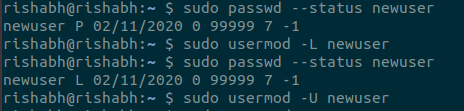 rishabh@rishabh:~ $ sudo passwd --status newuser
newuser P 02/11/2020 0 99999 7 -1
rishabh@rishabh:~ $ sudo usermod -L newuser
rishabh@rishabh:~ $ sudo passwd --status newuser
newuser L 02/11/2020 0 99999 7 -1
rishabh@rishabh:~ $ sudo usermod -U newuser